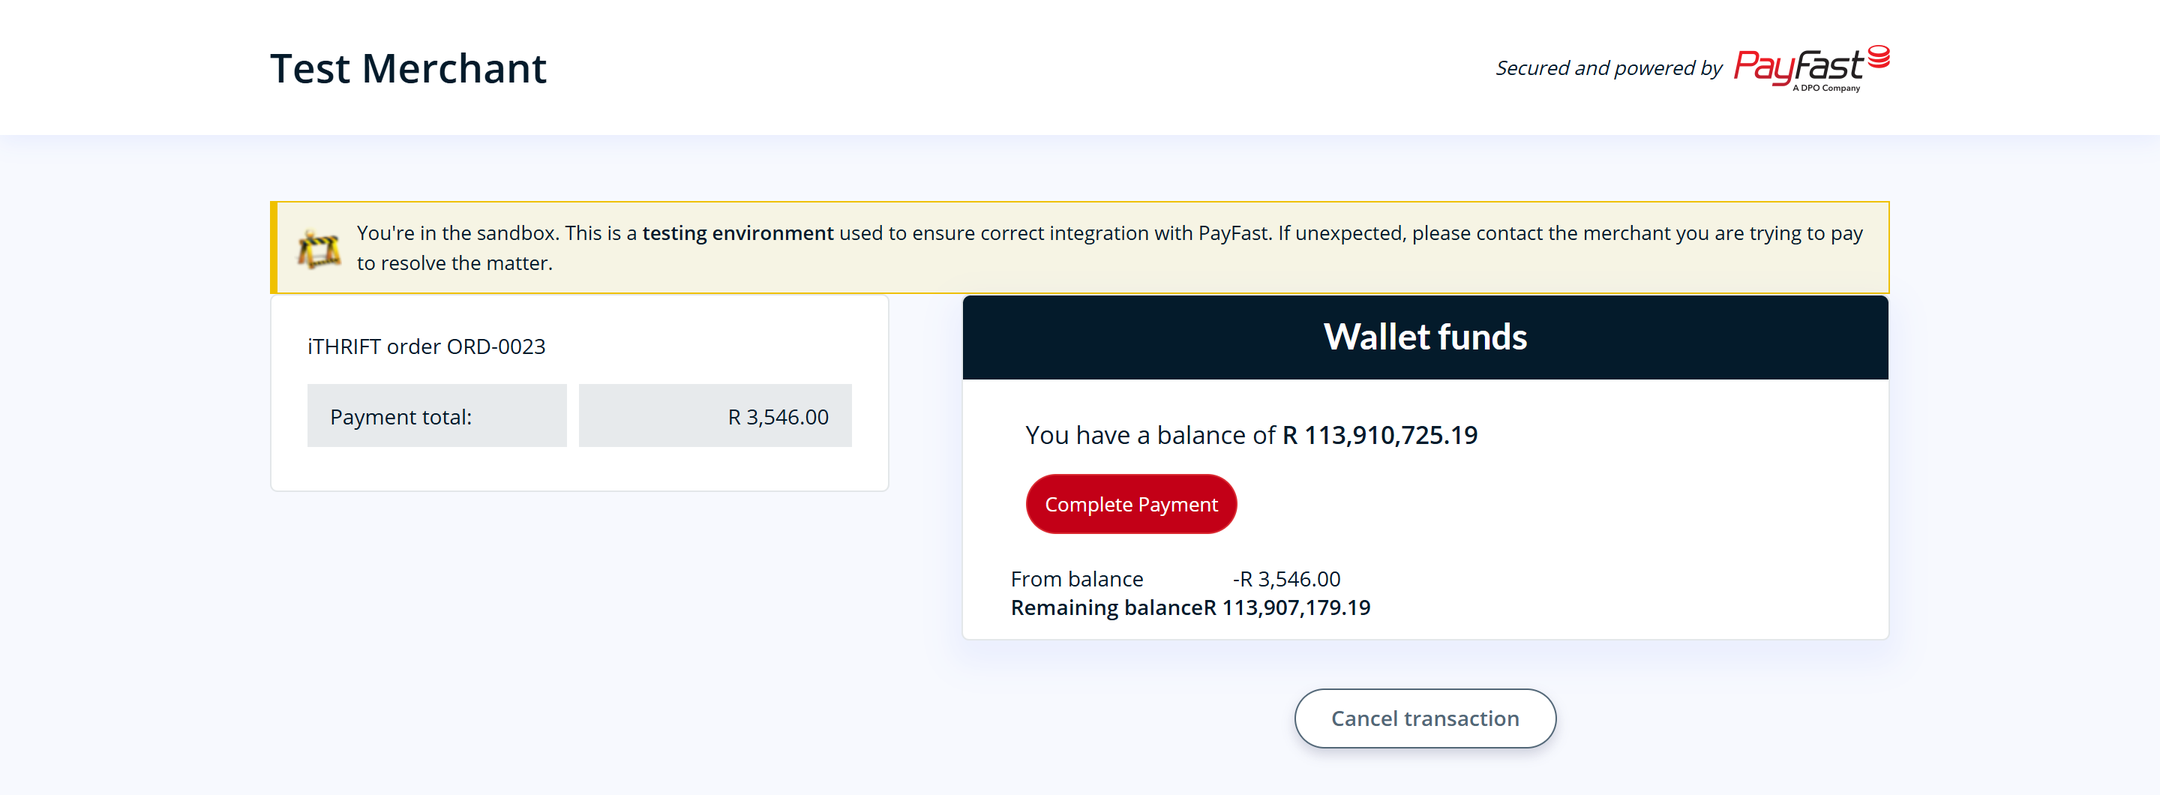 Test Merchant
Secured and powered by PayFast
A DPO Company
You're in the sandbox. This is a testing environment used to ensure correct integration with PayFast. If unexpected, please contact the merchant you are trying to pay
to resolve the matter.
iTHRIFT order ORD-0023
Payment total: R 3,546.00
Wallet funds
You have a balance of R 113,910,725.19
Complete Payment
From balance -R 3,546.00
Remaining balanceR 113,907,179.19
Cancel transaction